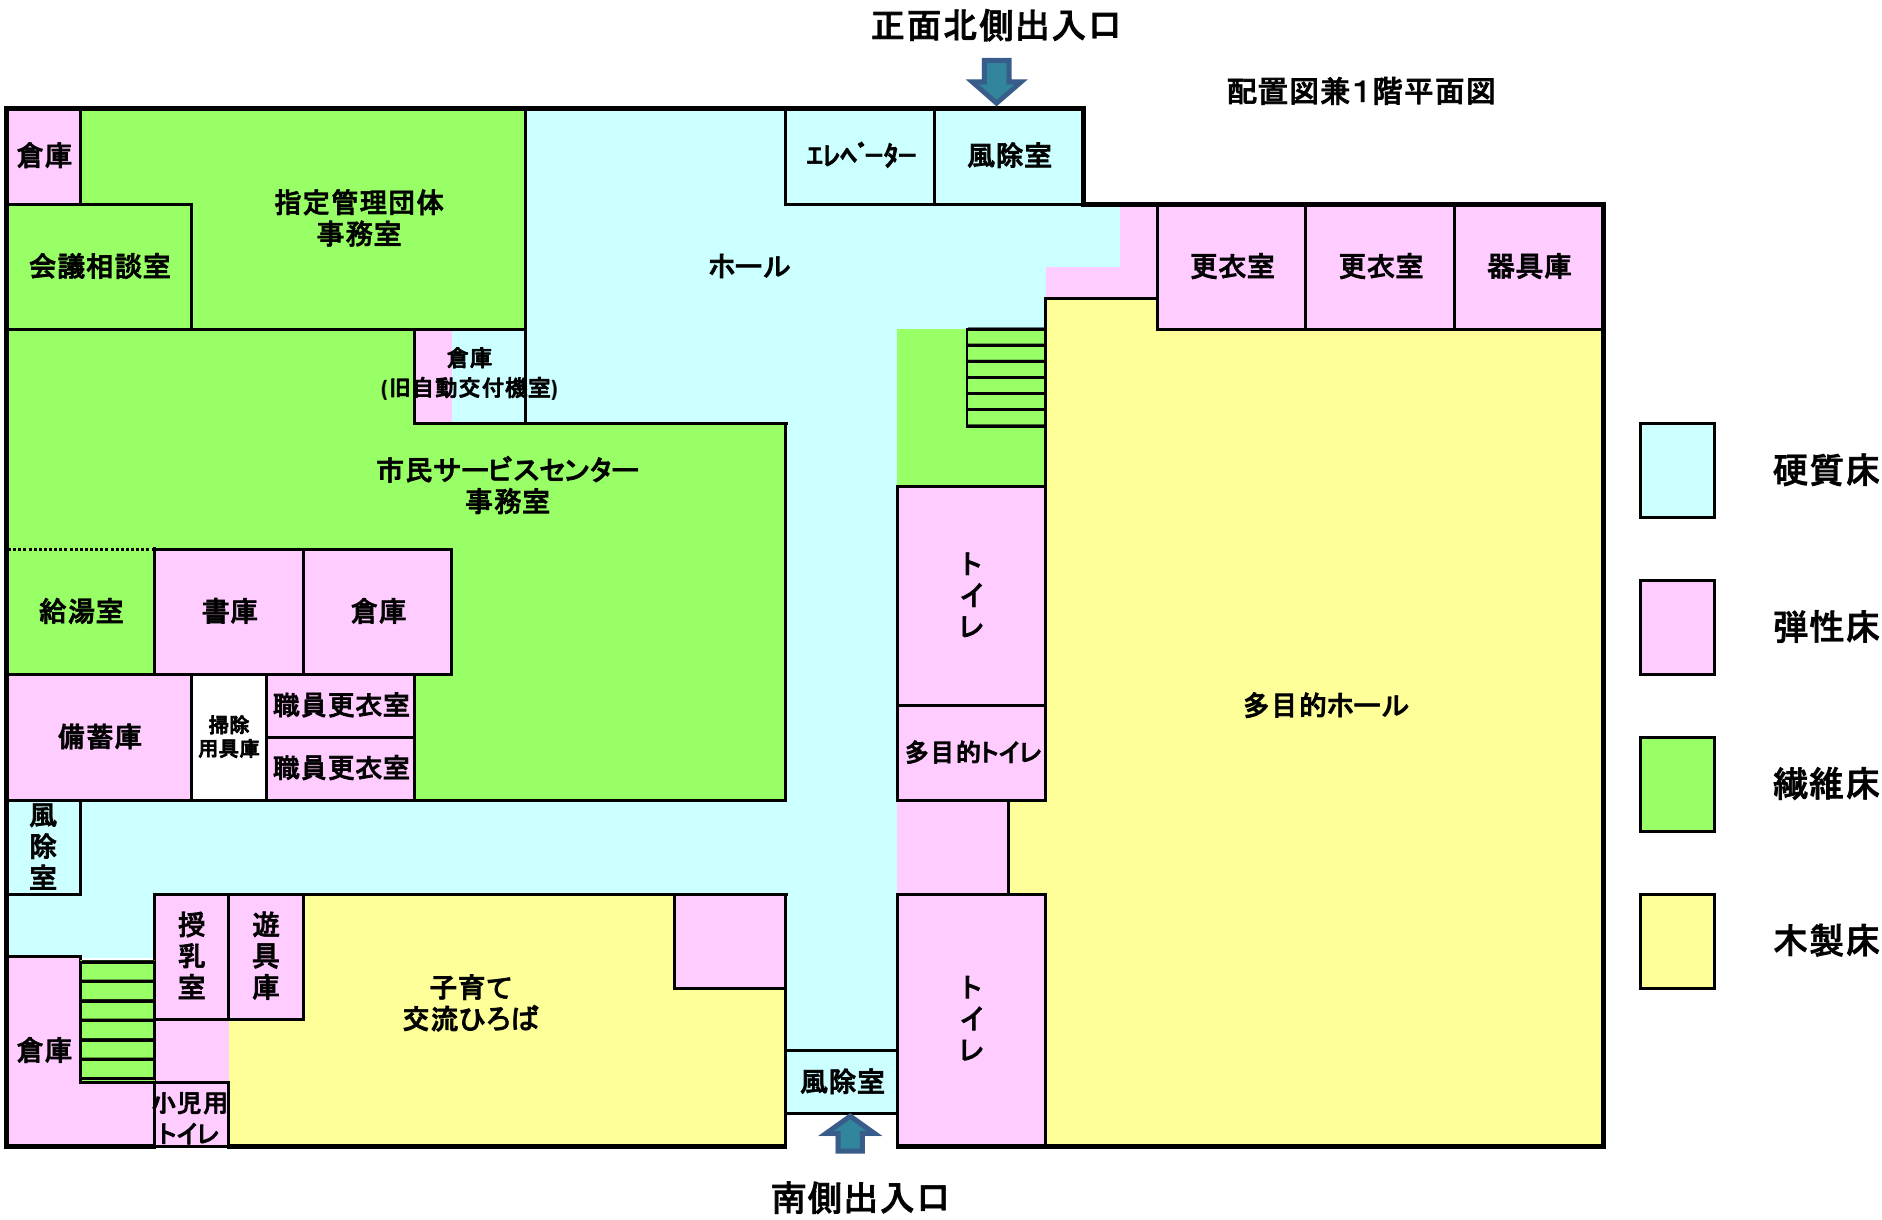 正面北側出入口
配置図兼１階平面図
倉庫
指定管理団体
事務室
会議相談室
ホール
エレベーター
風除室
更衣室
更衣室
器具庫
倉庫
(旧自動交付機室)
市民サービスセンター
事務室
給湯室
書庫
倉庫
備蓄庫
掃除
用具庫
職員更衣室
職員更衣室
トイレ
多目的トイレ
多目的ホール
風除室
授乳室
遊具庫
子育て
交流ひろば
倉庫
小児用
トイレ
風除室
トイレ
南側出入口
硬質床
弾性床
繊維床
木製床